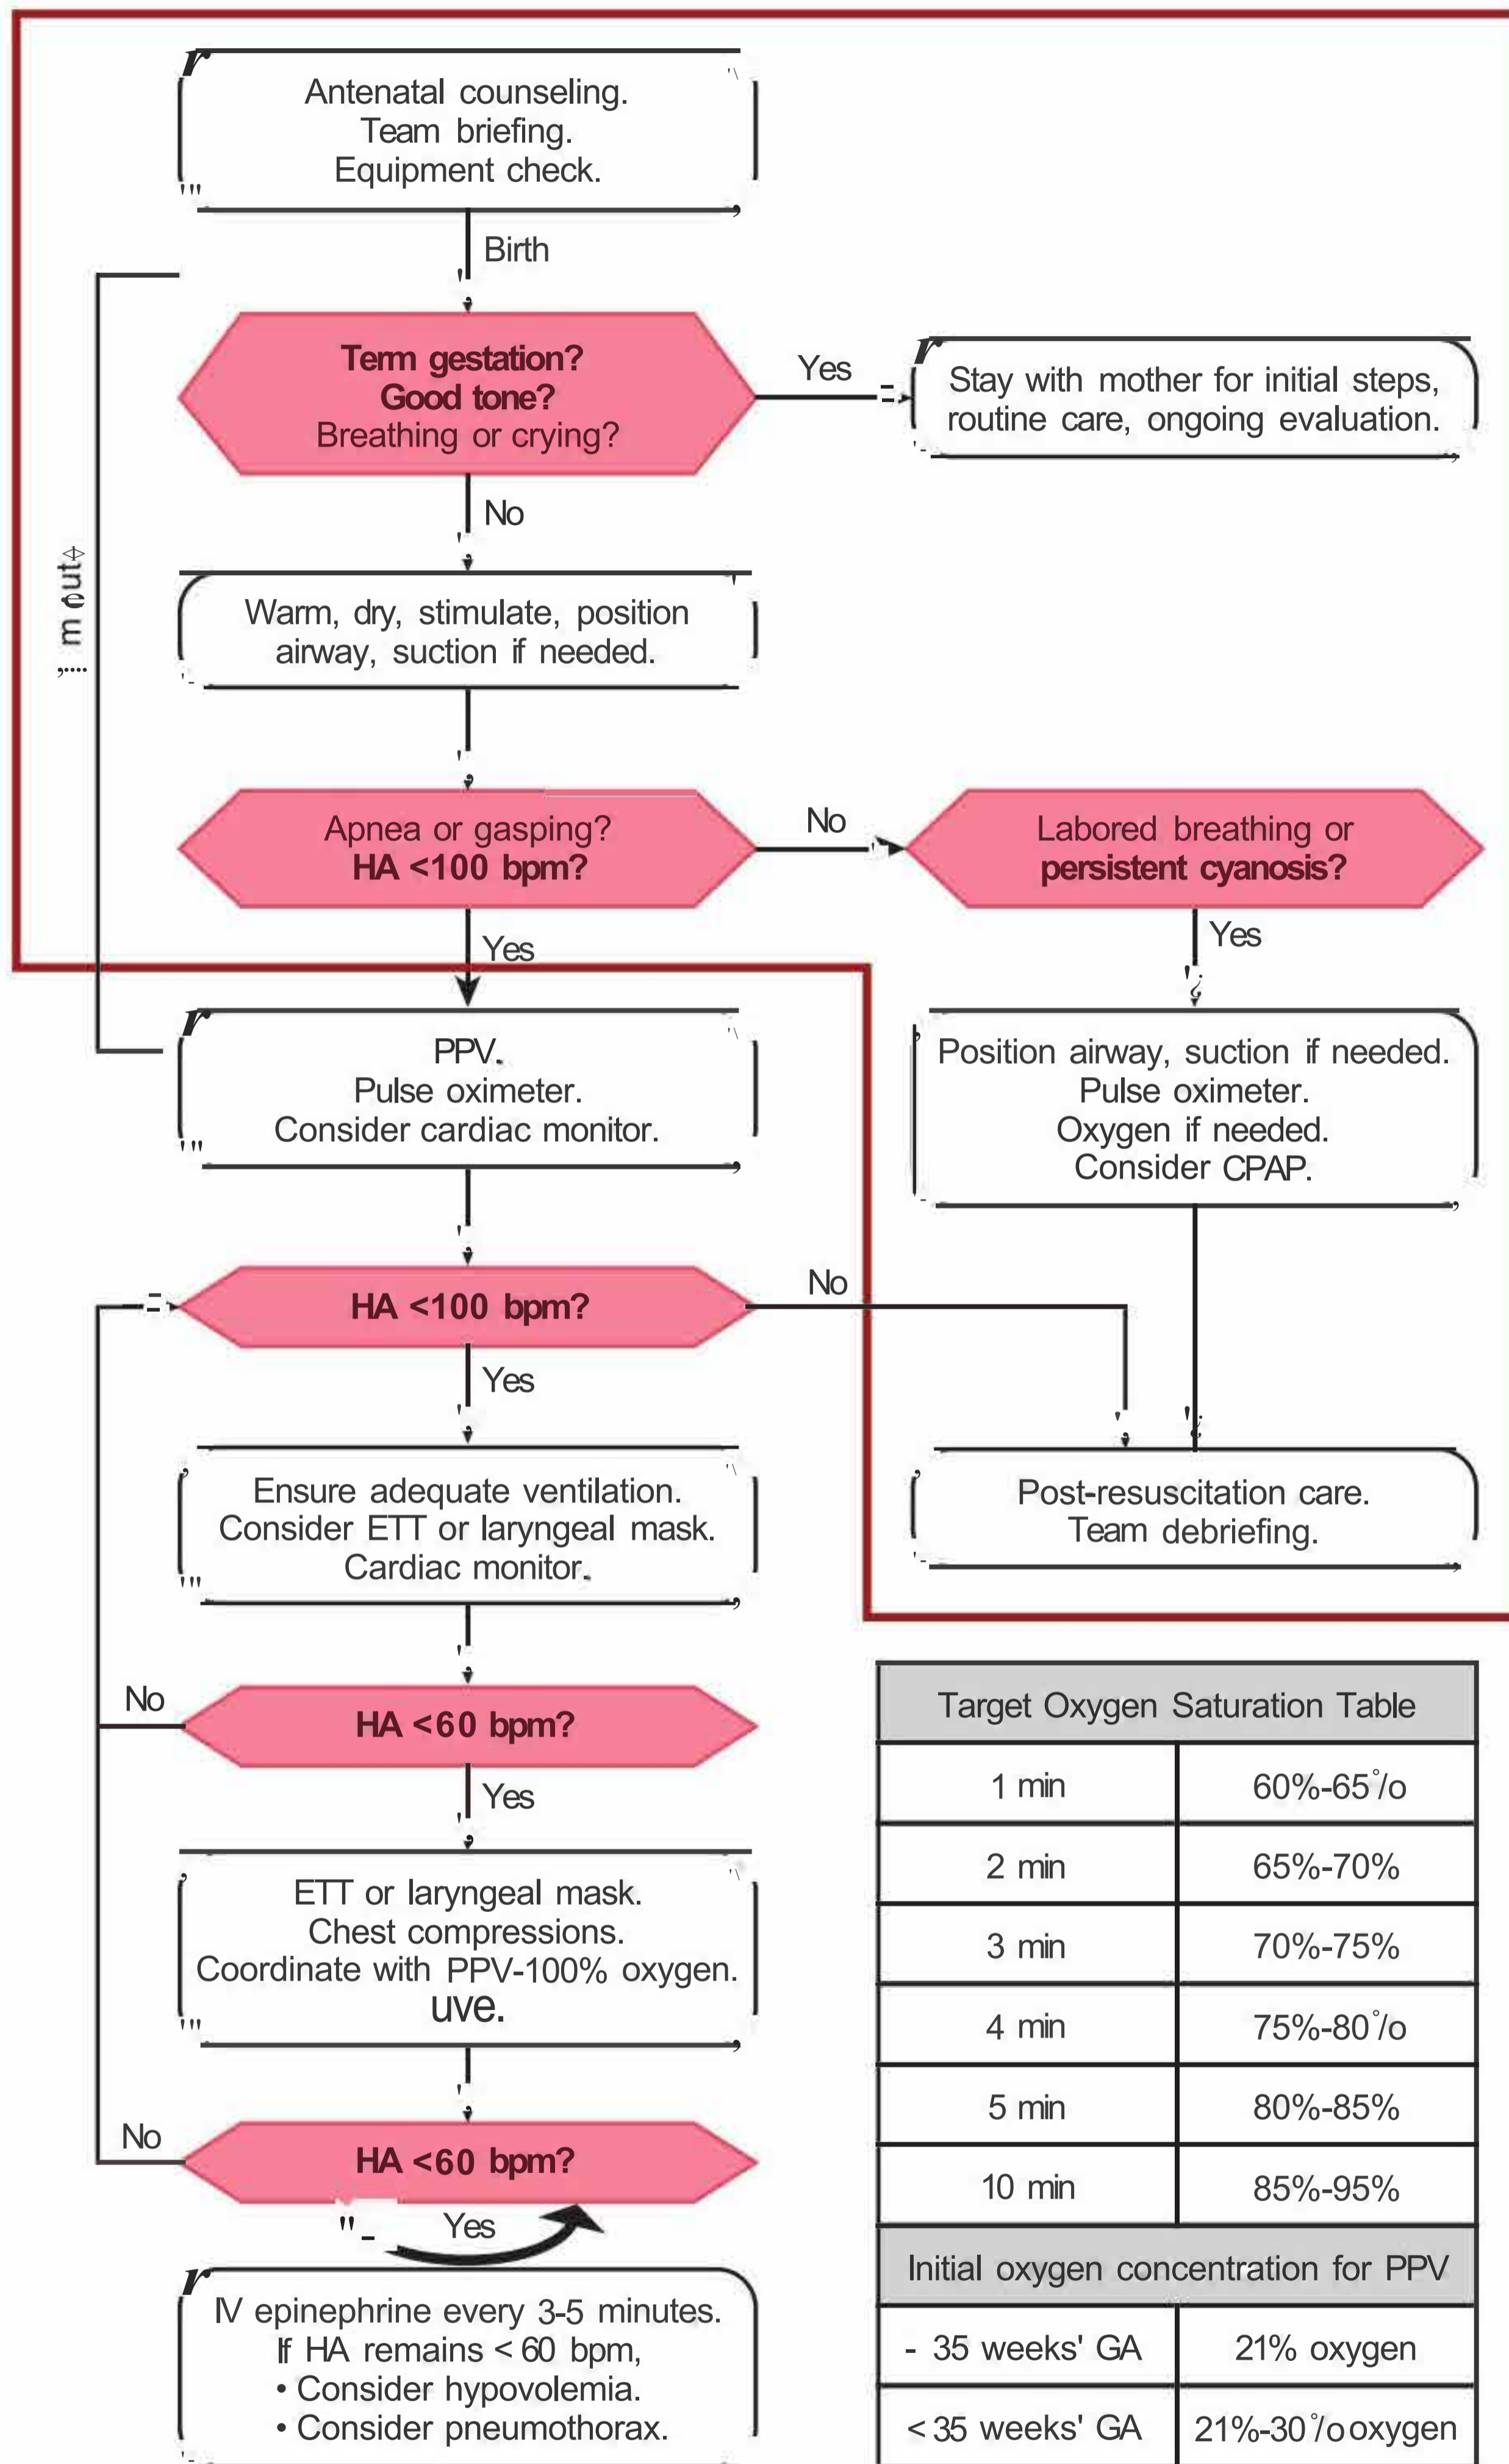 Antenatal counseling.
Team briefing.
Equipment check.
Birth
Term gestation?
Good tone?
Breathing or crying?
Yes
Stay with mother for initial steps,
routine care, ongoing evaluation.
No
Warm, dry, stimulate, position
airway, suction if needed.
Apnea or gasping?
HA <100 bpm?
No
Labored breathing or
persistent cyanosis?
Yes
Yes
PPV.
Pulse oximeter.
Consider cardiac monitor.
Position airway, suction if needed.
Pulse oximeter.
Oxygen if needed.
Consider CPAP.
HA <100 bpm?
No
Yes
Ensure adequate ventilation.
Consider ETT or laryngeal mask.
Cardiac monitor.
Post-resuscitation care.
Team debriefing.
No
HA <60 bpm?
Yes
ETT or laryngeal mask.
Chest compressions.
Coordinate with PPV-100% oxygen.
uve.
No
HA <60 bpm?
Yes
IV epinephrine every 3-5 minutes.
If HA remains < 60 bpm,
• Consider hypovolemia.
• Consider pneumothorax.
Target Oxygen Saturation Table
1 min 60%-65°/o
2 min 65%-70%
3 min 70%-75%
4 min 75%-80°/o
5 min 80%-85%
10 min 85%-95%
Initial oxygen concentration for PPV
- 35 weeks' GA 21% oxygen
< 35 weeks' GA 21%-30°/o oxygen